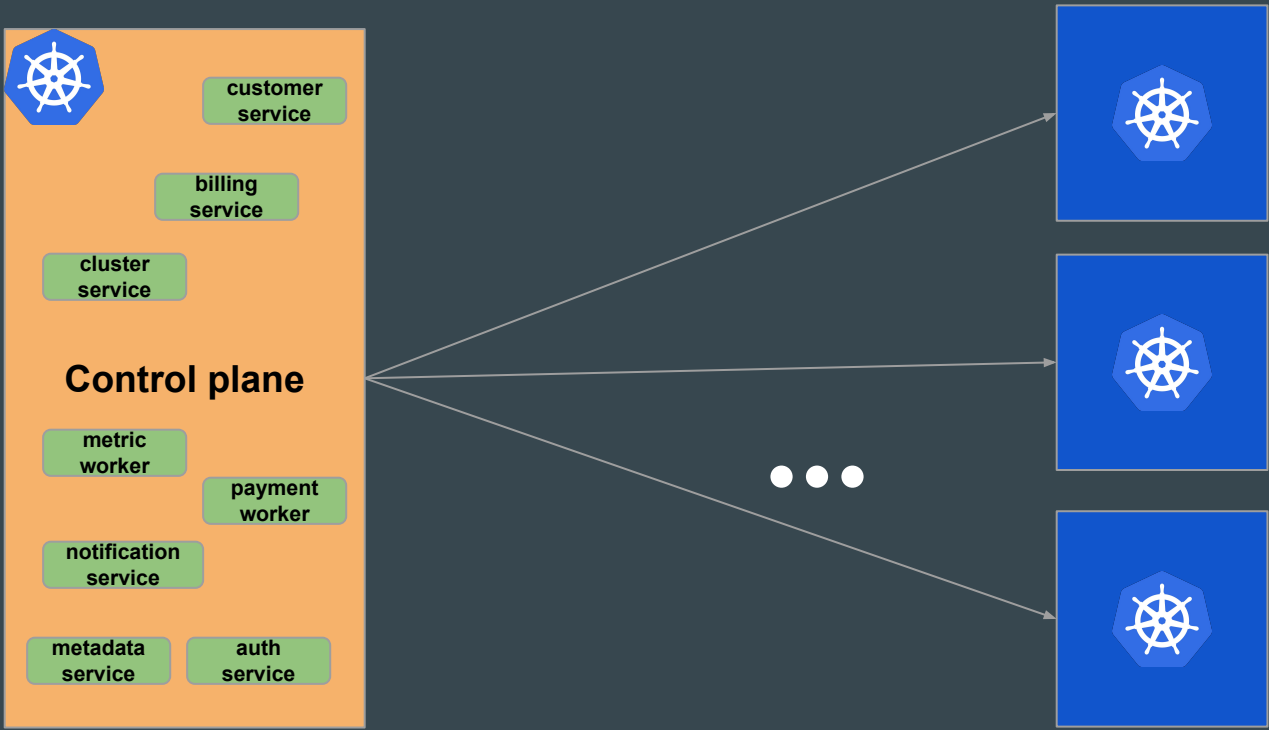 customer
service
billing
service
cluster
service
Control plane
metric
worker
payment
worker
notification
service
metadata
service
auth
service